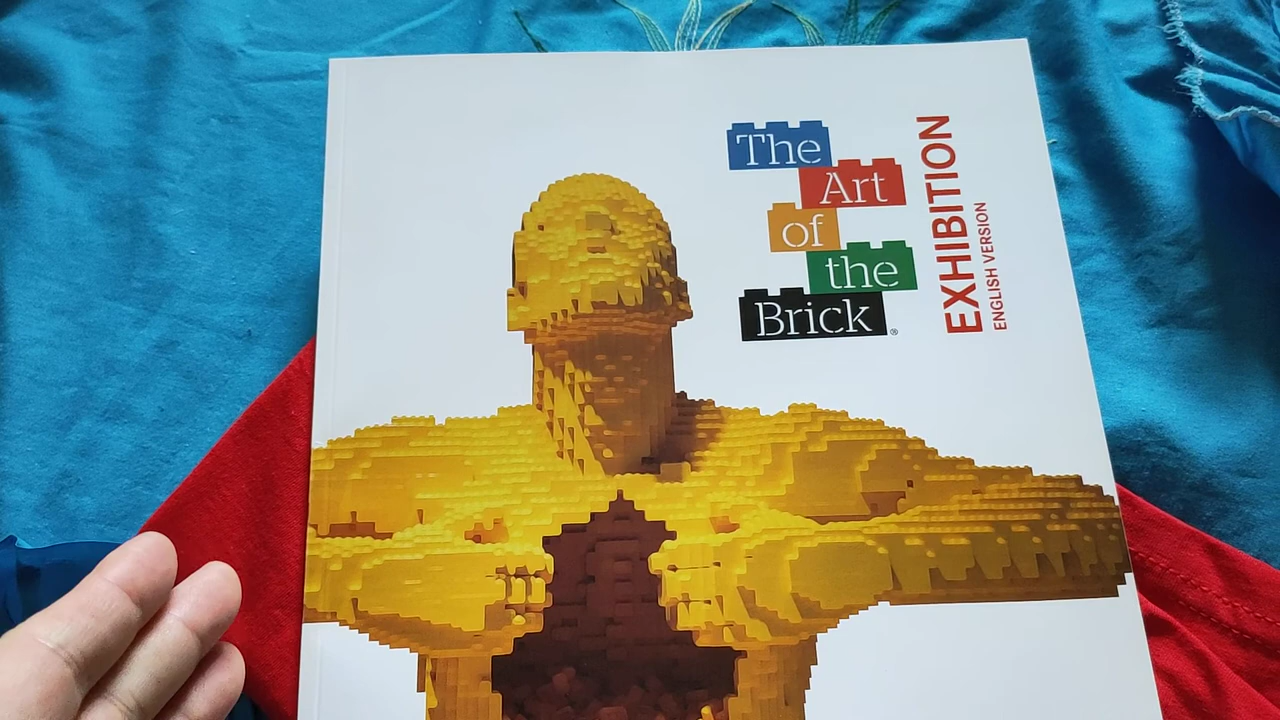 The
Art
of
the
Brick®
EXHIBITION
ENGLISH VERSION